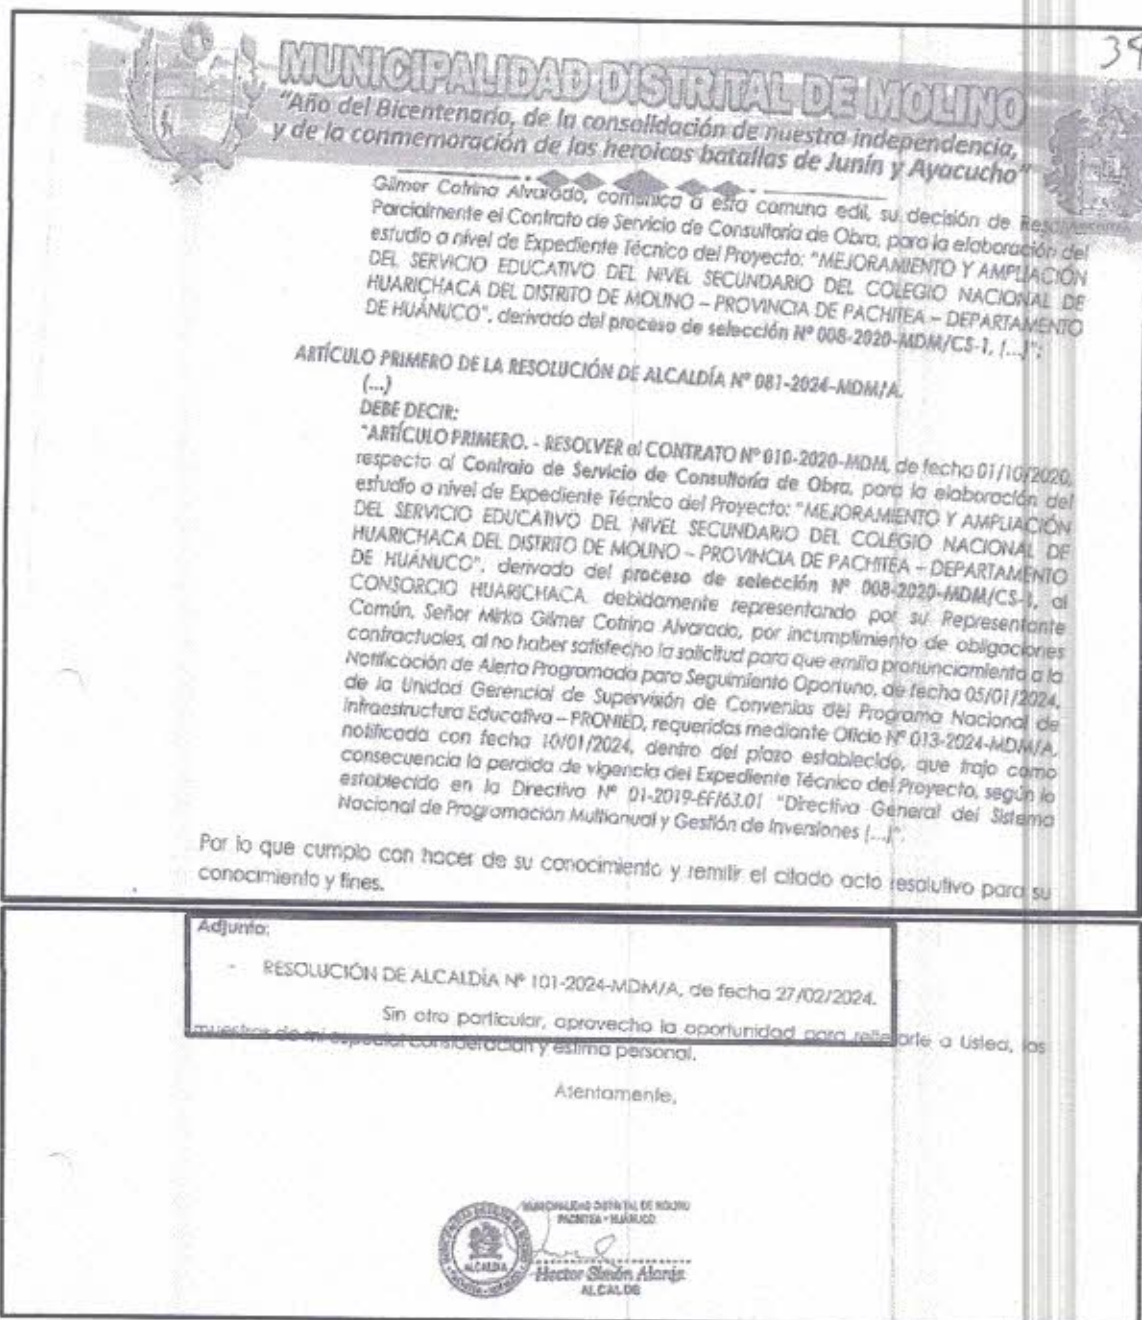 39
MUNICIPALIDAD DISTRITAL DE MOLINO
"Año del Bicentenario, de la consolidación de nuestra independencia,
y de la conmemoración de las heroicas batallas de Junín y Ayacucho"
Gilmer Cotrina Alvarado, comunica a esta comuna edil, su decisión de
Parcialmente el Contrato de Servicio de Consultoría de Obra, para la elaboración del
estudio a nivel de Expediente Técnico del Proyecto: "MEJORAMIENTO Y AMPLIACIÓN
DEL SERVICIO EDUCATIVO DEL NIVEL SECUNDARIO DEL COLEGIO NACIONAL DE
HUARICHACA DEL DISTRITO DE MOLINO – PROVINCIA DE PACHITEA – DEPARTAMENTO
DE HUÁNUCO", derivado del proceso de selección Nº 008-2020-MDM/CS-1, (...)";
ARTÍCULO PRIMERO DE LA RESOLUCIÓN DE ALCALDÍA Nº 081-2024-MDM/A.
(...)
DEBE DECIR:
"ARTÍCULO PRIMERO. - RESOLVER el CONTRATO Nº 010-2020-MDM, de fecha 01/10/2020,
respecto al Contrato de Servicio de Consultoría de Obra, para la elaboración del
estudio a nivel de Expediente Técnico del Proyecto: "MEJORAMIENTO Y AMPLIACIÓN
DEL SERVICIO EDUCATIVO DEL NIVEL SECUNDARIO DEL COLEGIO NACIONAL DE
HUARICHACA DEL DISTRITO DE MOLINO – PROVINCIA DE PACHITEA – DEPARTAMENTO
DE HUÁNUCO", derivado del proceso de selección Nº 008-2020-MDM/CS-1, al
CONSORCIO HUARICHACA, debidamente representando por su Representante
Común, Señor Mirko Gilmer Cotrina Alvarado, por incumplimiento de obligaciones
contractuales, al no haber satisfecho la solicitud para que emita pronunciamiento a la
Notificación de Alerta Programada para Seguimiento Oportuno, de fecha 05/01/2024,
de la Unidad Gerencial de Supervisión de Convenios del Programa Nacional de
Infraestructura Educativa – PRONIED, requeridas mediante Oficio Nº 013-2024-MDM/A,
notificada con fecha 10/01/2024, dentro del plazo establecido, que trajo como
consecuencia la perdida de vigencia del Expediente Técnico del Proyecto, según lo
establecido en la Directiva Nº 01-2019-EF/63.01 "Directiva General del Sistema
Nacional de Programación Multianual y Gestión de Inversiones (...)".
Por lo que cumplo con hacer de su conocimiento y remitir el citado acto resolutivo para su
conocimiento y fines.
Adjunto:
- RESOLUCIÓN DE ALCALDÍA Nº 101-2024-MDM/A, de fecha 27/02/2024.
Sin otro particular, aprovecho la oportunidad para reiterarle a Usted, las
muestras de mi especial consideración y estima personal.
Atentamente,
MUNICIPALIDAD DISTRITAL DE MOLINO
PACHITEA - HUÁNUCO
ALCALDIA
Hector Simón Alania
ALCALDE